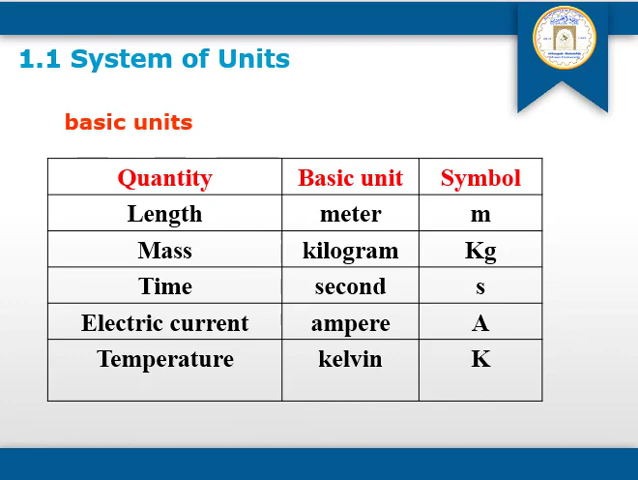 1.1 System of Units
basic units
Quantity Basic unit Symbol
Length meter m
Mass kilogram Kg
Time second s
Electric current ampere A
Temperature kelvin K